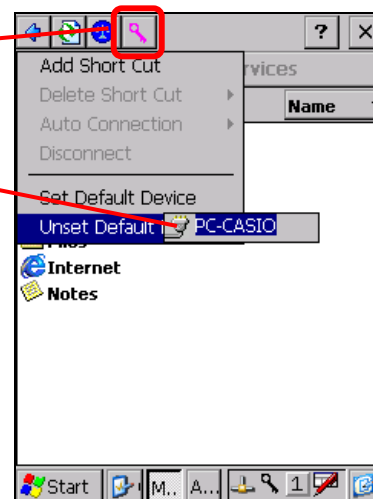 ?
Add Short Cut
rvices
Delete Short Cut
Name
Auto Connection
Disconnect
Set Default Device
Unset Default
PC-CASIO
Internet
Notes
Start
M..
A...
1